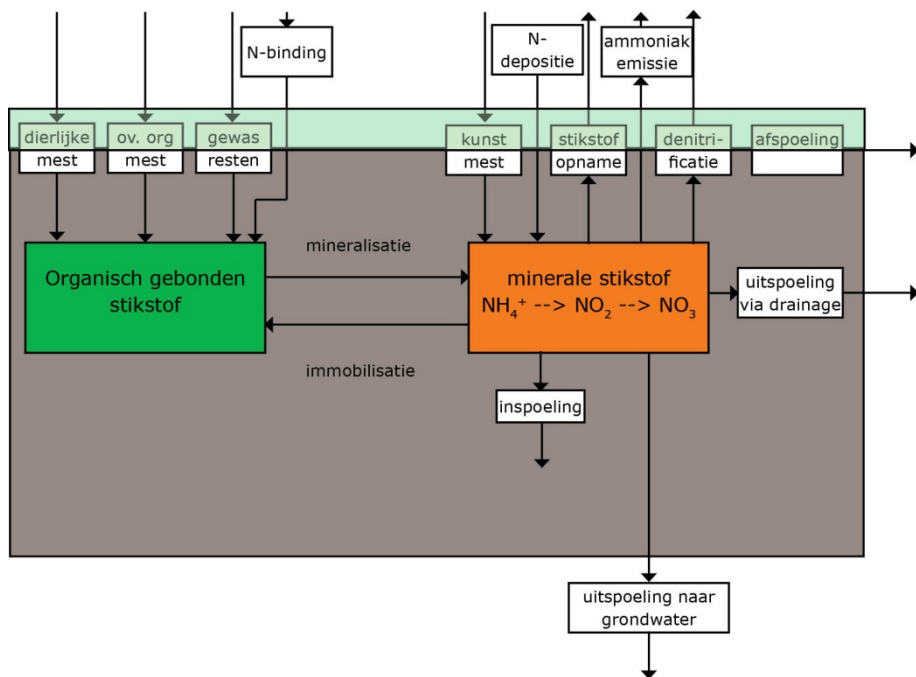 N-binding
N-
depositie
ammoniak
emissie
dierlijke
mest
ov. org
mest
gewas
resten
kunst
mest
stikstof
opname
denitri-
ficatie
afspoeling
mineralisatie
Organisch gebonden
stikstof
minerale stikstof
NH₄⁺ --> NO₂ --> NO₃
uitspoeling
via drainage
immobilisatie
inspoeling
uitspoeling naar
grondwater